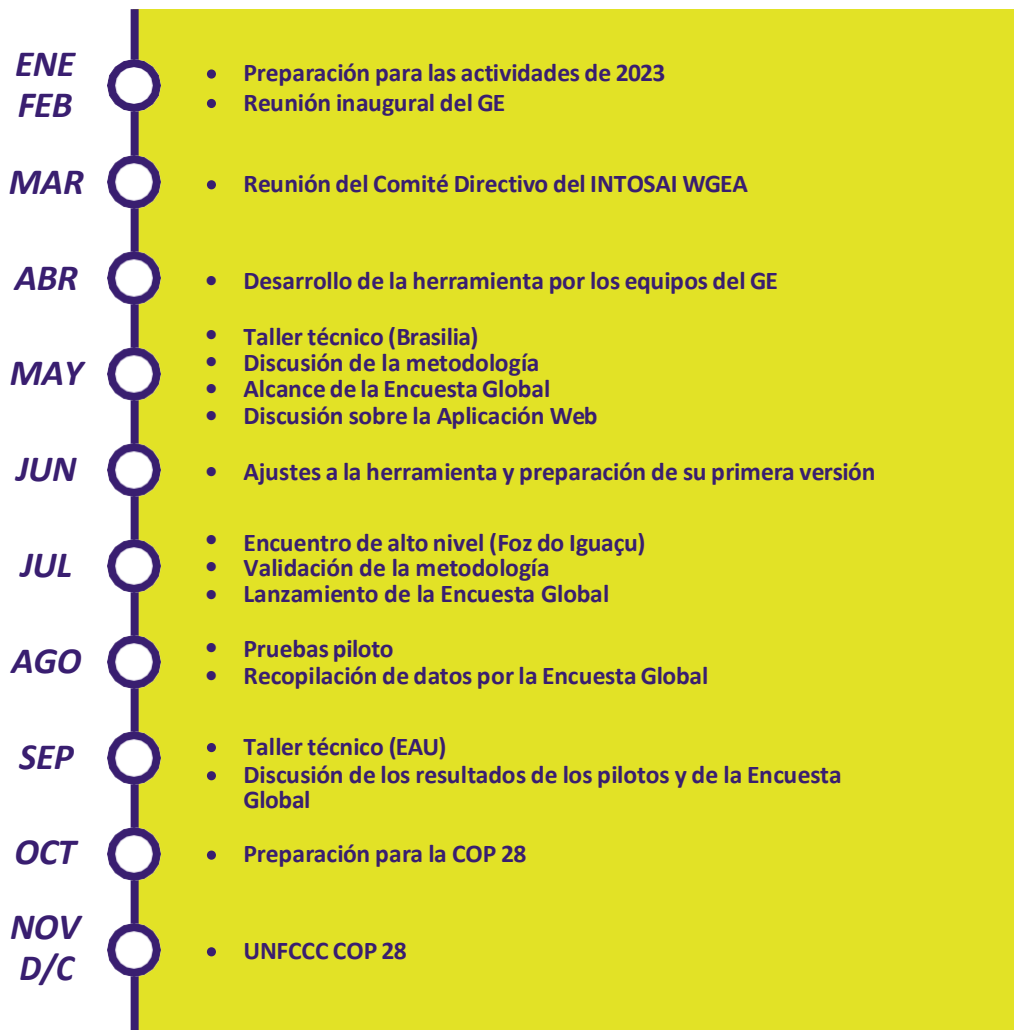 ENE
FEB
• Preparación para las actividades de 2023
• Reunión inaugural del GE
MAR
• Reunión del Comité Directivo del INTOSAI WGEA
ABR
• Desarrollo de la herramienta por los equipos del GE
MAY
• Taller técnico (Brasilia)
• Discusión de la metodología
• Alcance de la Encuesta Global
• Discusión sobre la Aplicación Web
JUN
• Ajustes a la herramienta y preparación de su primera versión
JUL
• Encuentro de alto nivel (Foz do Iguaçu)
• Validación de la metodología
• Lanzamiento de la Encuesta Global
AGO
• Pruebas piloto
• Recopilación de datos por la Encuesta Global
SEP
• Taller técnico (EAU)
• Discusión de los resultados de los pilotos y de la Encuesta
Global
OCT
• Preparación para la COP 28
NOV
D/C
• UNFCCC COP 28